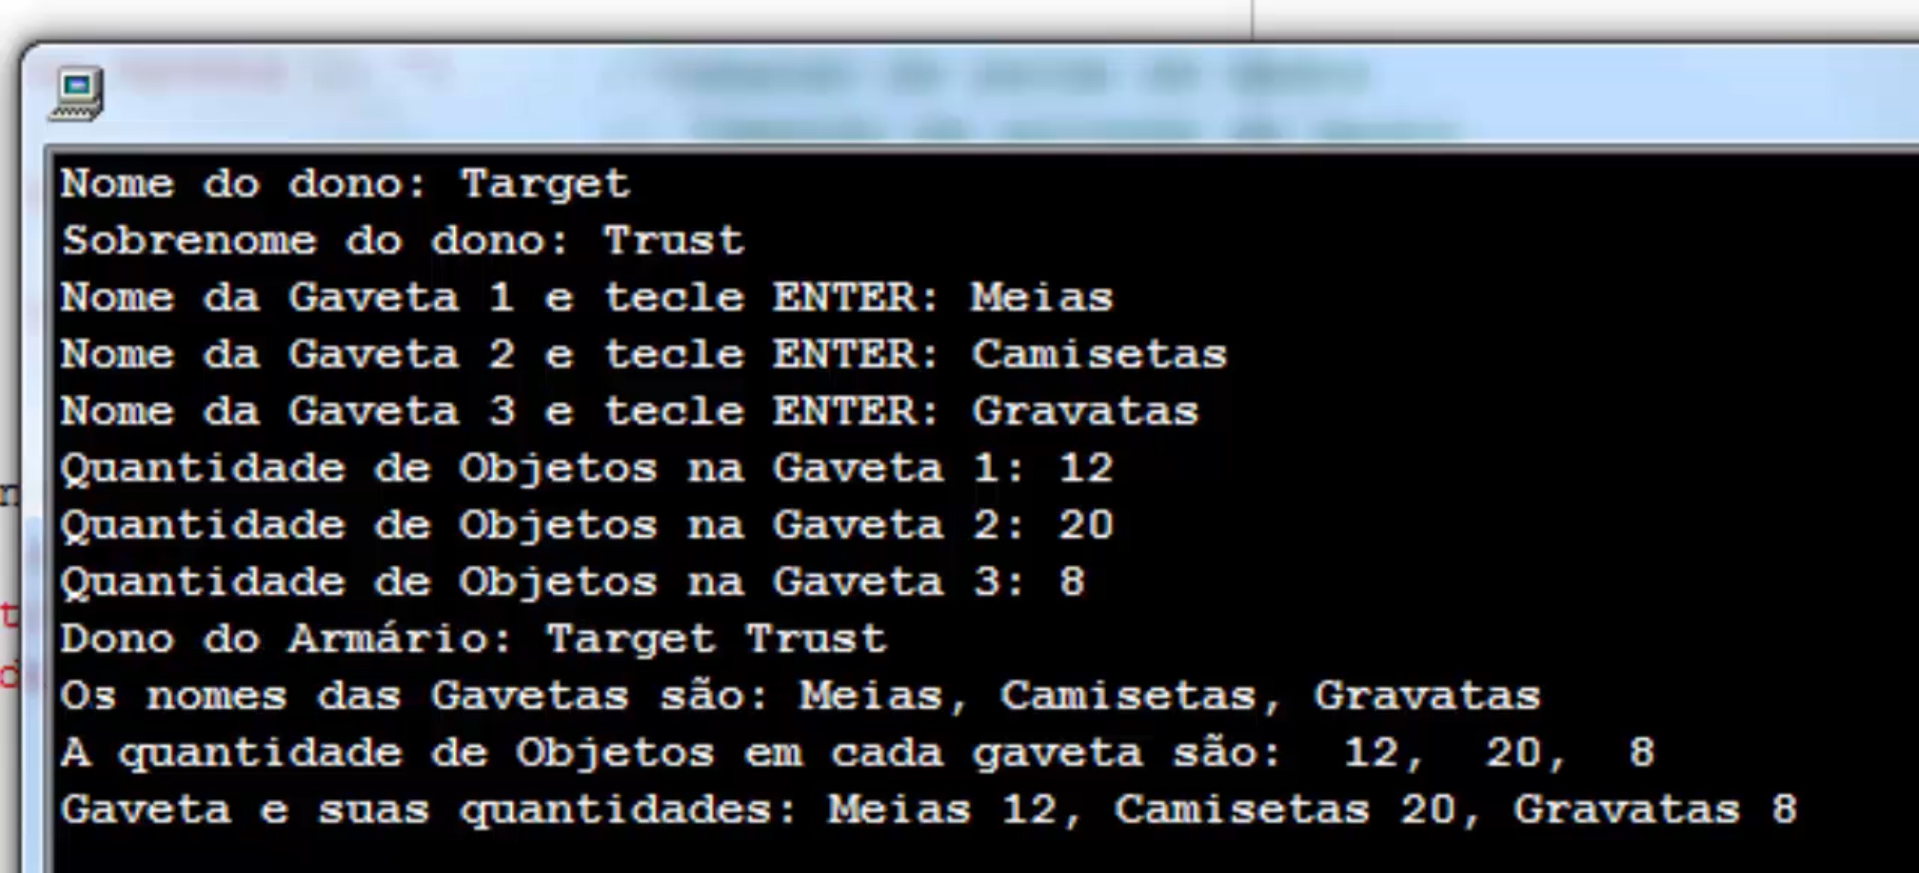 Nome do dono: Target
Sobrenome do dono: Trust
Nome da Gaveta 1 e tecle ENTER: Meias
Nome da Gaveta 2 e tecle ENTER: Camisetas
Nome da Gaveta 3 e tecle ENTER: Gravatas
Quantidade de Objetos na Gaveta 1: 12
Quantidade de Objetos na Gaveta 2: 20
Quantidade de Objetos na Gaveta 3: 8
Dono do Armário: Target Trust
Os nomes das Gavetas são: Meias, Camisetas, Gravatas
A quantidade de Objetos em cada gaveta são:  12,  20,  8
Gaveta e suas quantidades: Meias 12, Camisetas 20, Gravatas 8